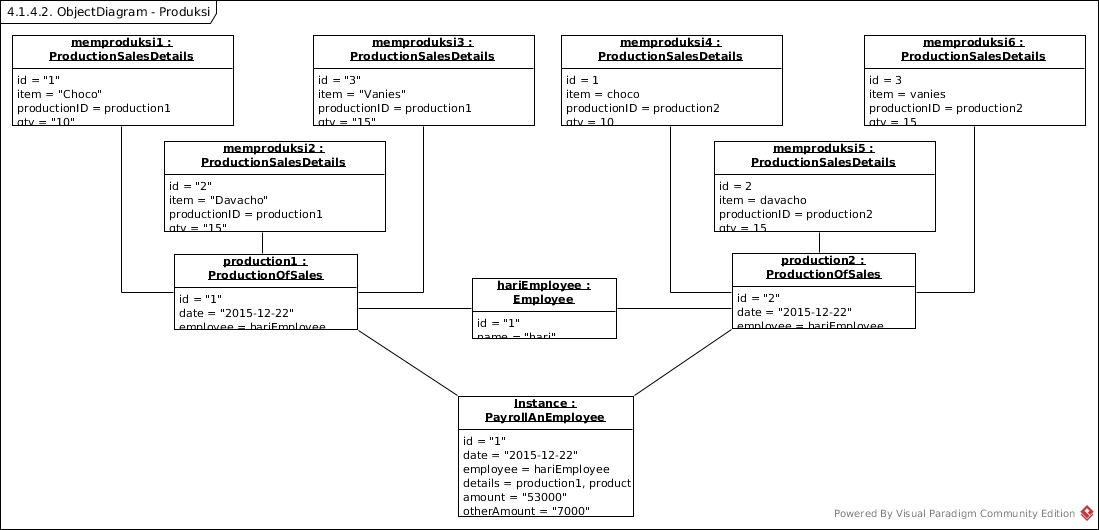 4.1.4.2. ObjectDiagram - Produksi
memproduksi1 :
ProductionSalesDetails
id = "1"
item = "Choco"
productionID = production1
qty = "10"
memproduksi3 :
ProductionSalesDetails
id = "3"
item = "Vanies"
productionID = production1
qty = "15"
memproduksi4 :
ProductionSalesDetails
id = 1
item = choco
productionID = production2
qty = 10
memproduksi6 :
ProductionSalesDetails
id = 3
item = vanies
productionID = production2
qty = 15
memproduksi2 :
ProductionSalesDetails
id = "2"
item = "Davacho"
productionID = production1
qty = "15"
memproduksi5 :
ProductionSalesDetails
id = 2
item = davacho
productionID = production2
qty = 15
production1 :
ProductionOfSales
id = "1"
date = "2015-12-22"
employee = hariEmployee
hariEmployee :
Employee
id = "1"
name = "hari"
production2 :
ProductionOfSales
id = "2"
date = "2015-12-22"
employee = hariEmployee
Instance :
PayrollAnEmployee
id = "1"
date = "2015-12-22"
employee = hariEmployee
details = production1, product
amount = "53000"
otherAmount = "7000"
Powered By Visual Paradigm Community Edition